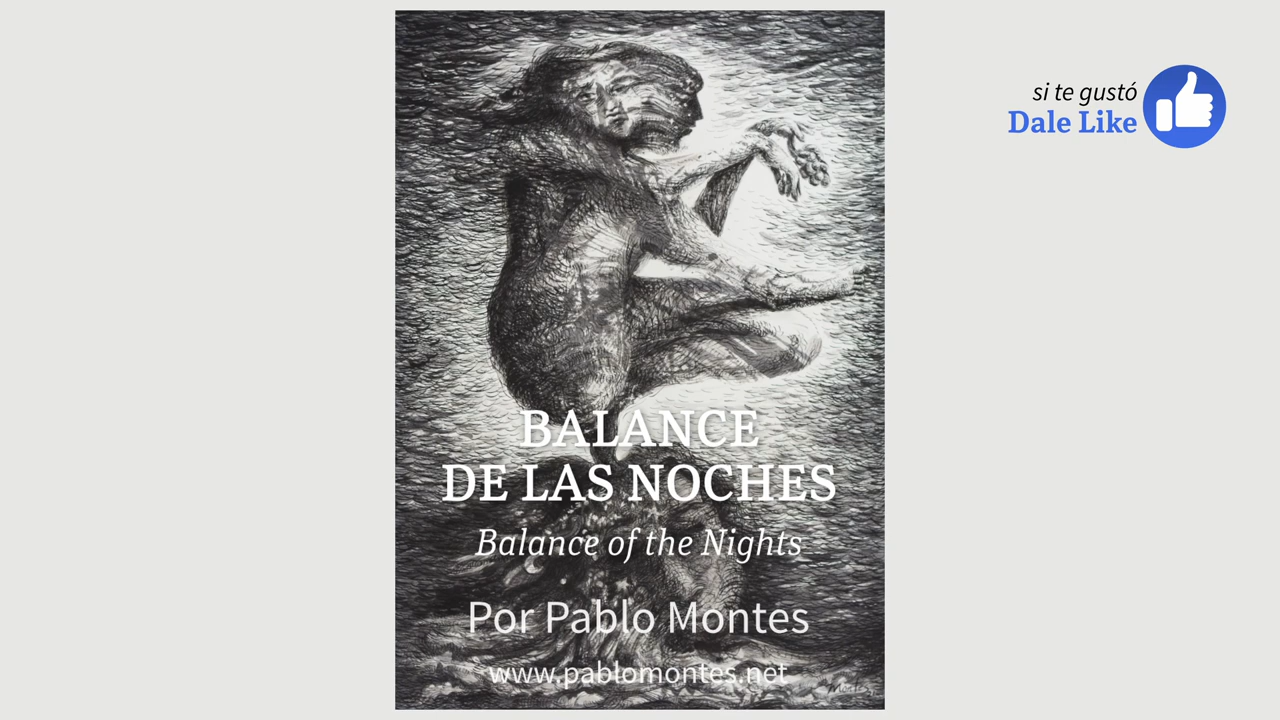 si te gustó
Dale Like
BALANCE
DE LAS NOCHES
Balance of the Nights
Por Pablo Montes
www.pablomontes.net